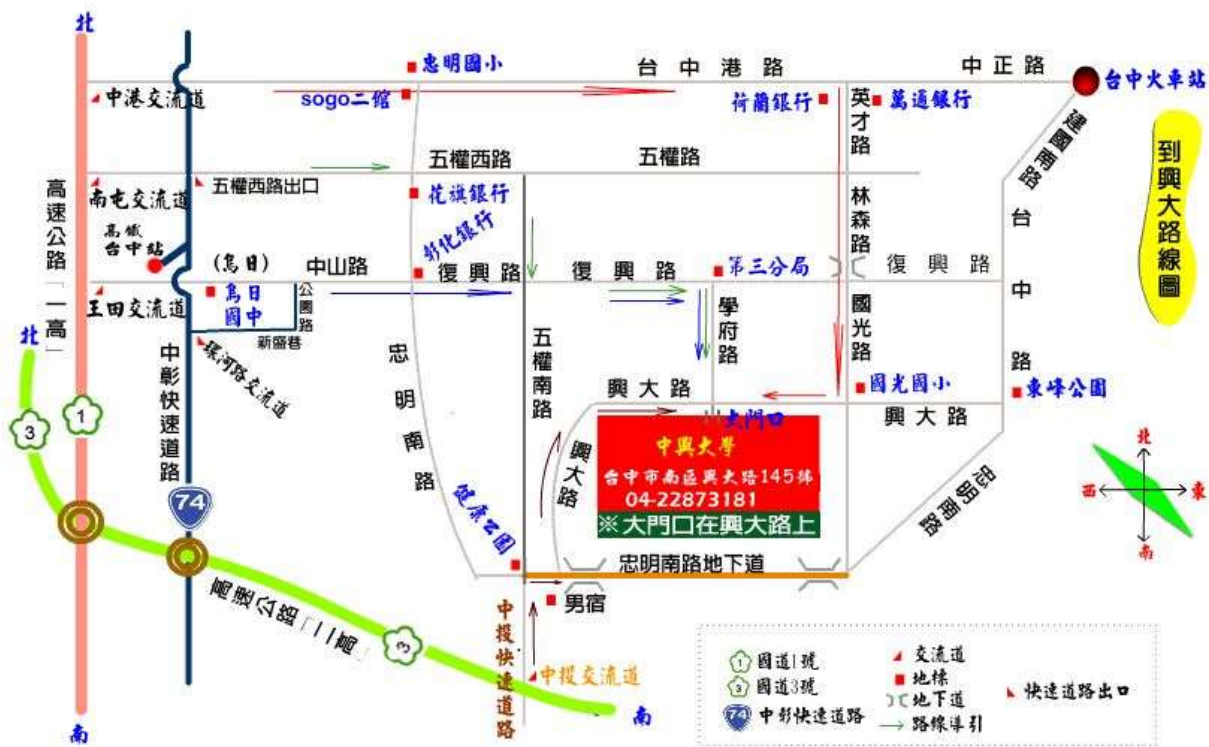 北
忠明國小
台中港路
中正路
台中火車站
中港交流道
sogo二館
荷蘭銀行
英才路
萬通銀行
建國南路
到興大路線圖
五權西路
五權路
高速公路「一高」
南屯交流道
五權西路出口
花旗銀行
林森路
台中路
高鐵
台中站
彰化銀行
(烏日)
中山路
復興路
復興路
第三分局
復興路
王田交流道
烏日
國中
公園路
學府路
國光路
北
新盛巷
環河路交流道
中彰快速道路
忠明南路
五權南路
興大路
國光國小
東峰公園
3
1
大門口
興大路
興大路
中興大學
台中市南區興大路145號
04-22873181
※大門口在興大路上
忠明南路
北
西
東
南
74
健康公園
忠明南路地下道
高速公路「二高」
3
男宿
中投快速道路
中投交流道
南
南
1
國道1號
3
國道3號
74
中彰快速道路
交流道
地標
地下道
路線導引
快速道路出口